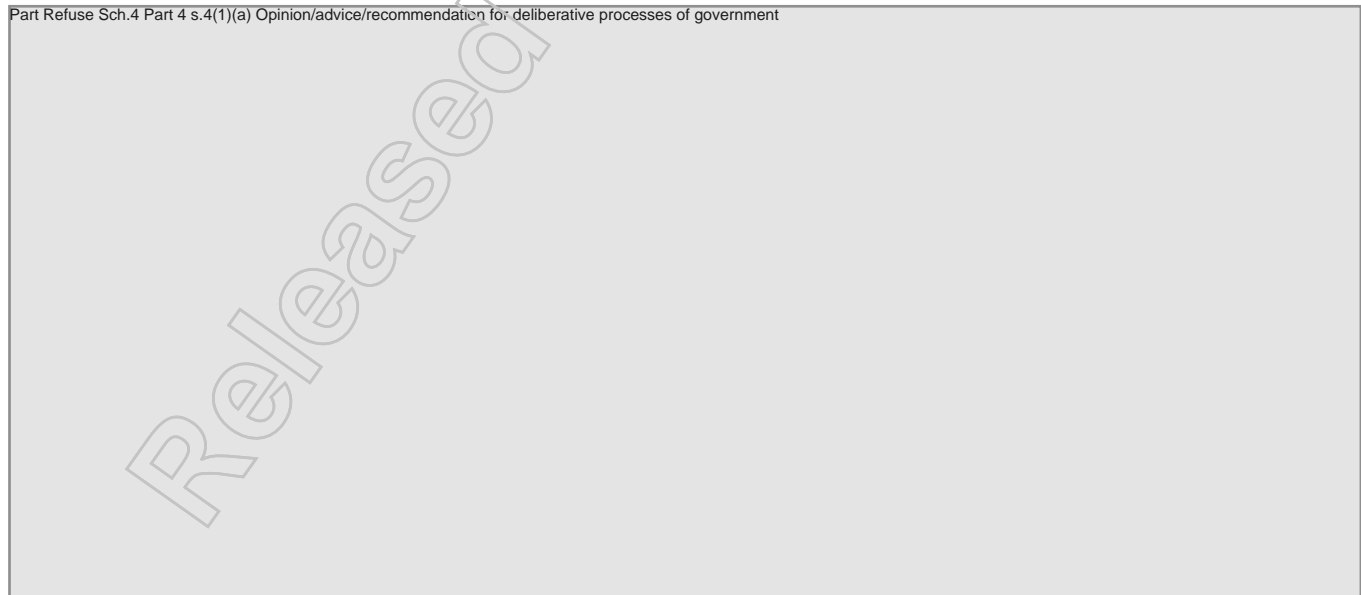 Part Refuse Sch.4 Part 4 s.4(1)(a) Opinion/advice/recommendation for deliberative processes of government
Released